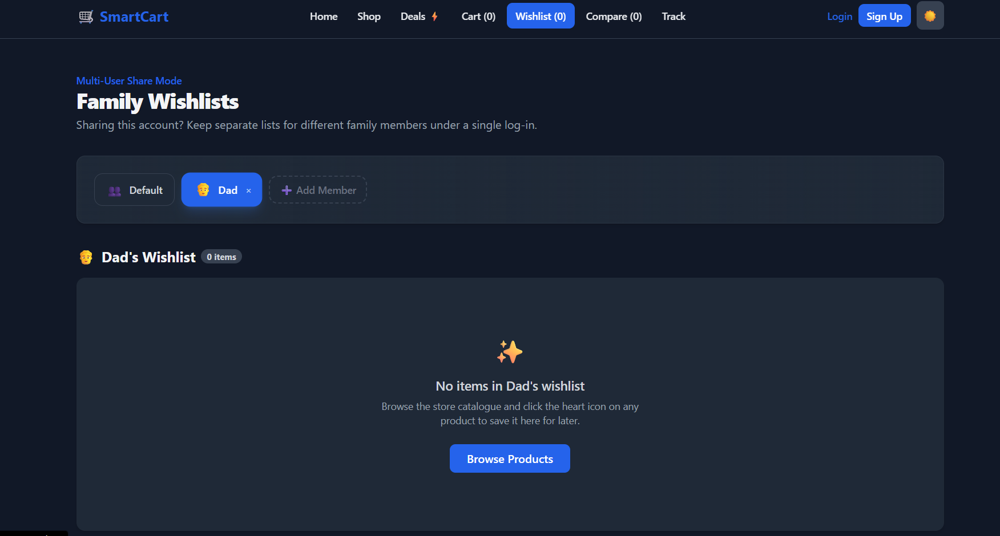 SmartCart
Home
Shop
Deals
Cart (0)
Wishlist (0)
Compare (0)
Track
Login
Sign Up
Multi-User Share Mode
Family Wishlists
Sharing this account? Keep separate lists for different family members under a single log-in.
Default
Dad ×
Add Member
Dad's Wishlist
0 items
No items in Dad's wishlist
Browse the store catalogue and click the heart icon on any
product to save it here for later.
Browse Products